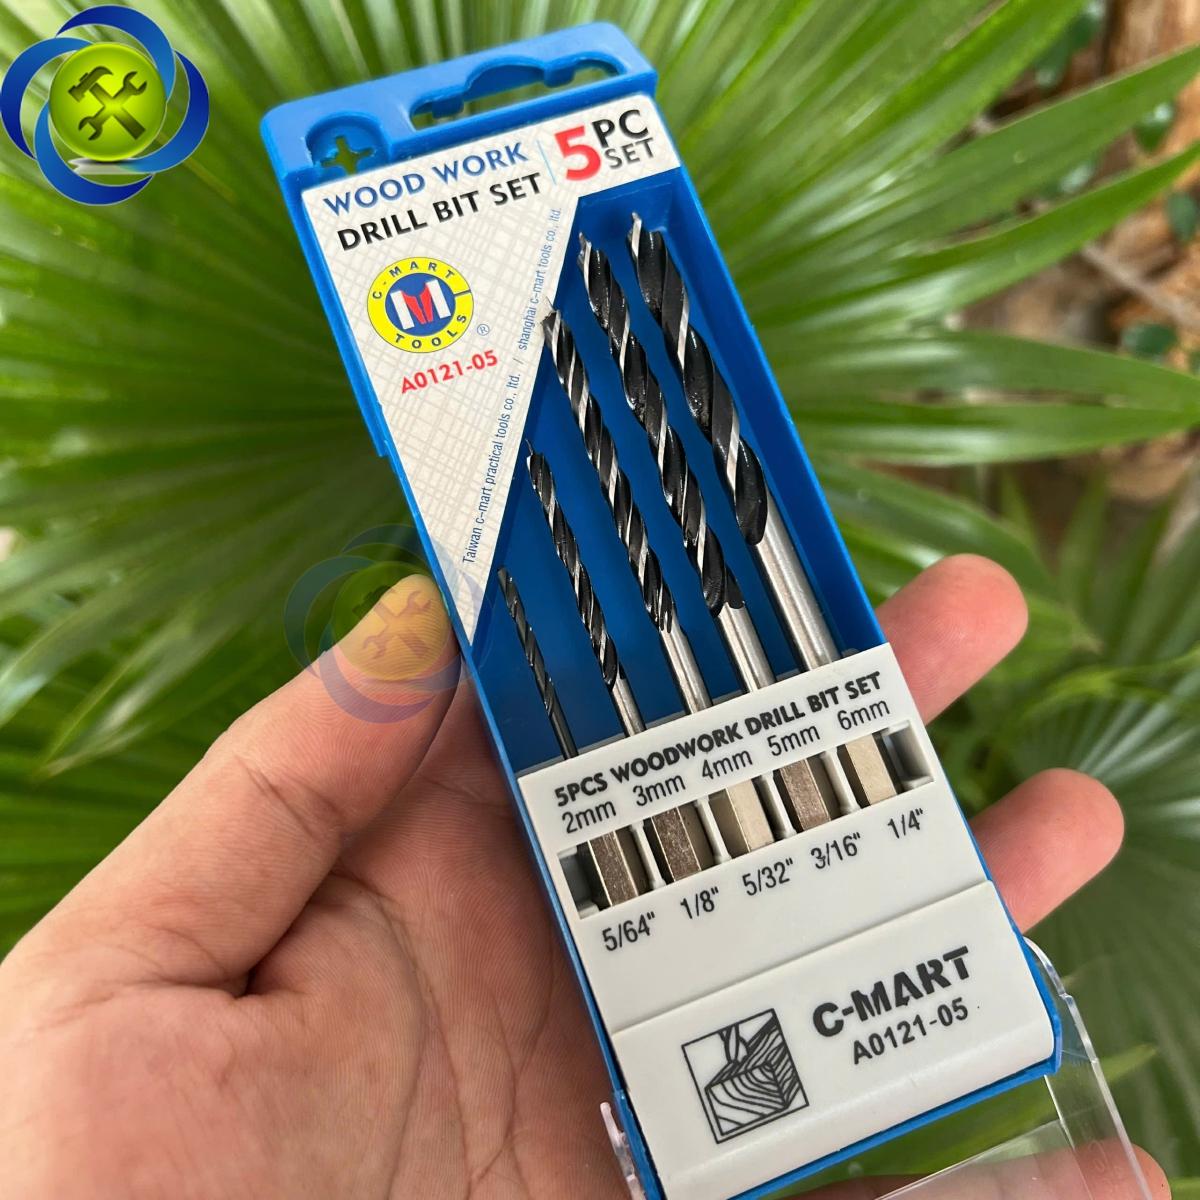 WOOD WORK
DRILL BIT SET
5 PC
SET
C-MART
TOOLS
®
A0121-05
Taiwan c-mart practical tools co., ltd. / shanghai c-mart tools co., ltd.
5PCS WOODWORK DRILL BIT SET
2mm 3mm 4mm 5mm 6mm
5/64" 1/8" 5/32" 3/16" 1/4"
C-MART
A0121-05